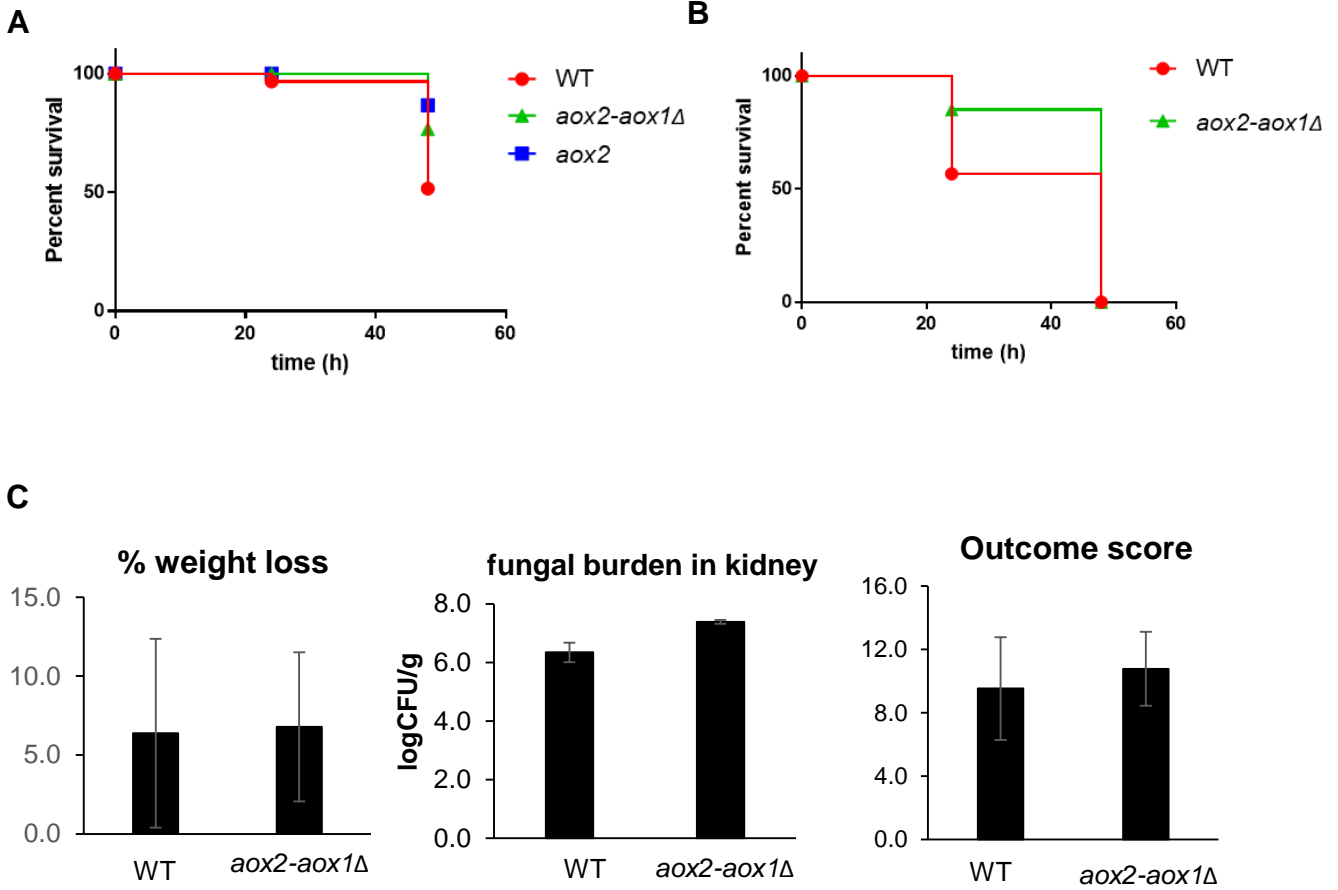 A
Percent survival
100
50
0
0
20
40
60
time (h)
WT
aox2-aox1Δ
aox2
B
Percent survival
100
50
0
0
20
40
60
time (h)
WT
aox2-aox1Δ
C
% weight loss
15.0
10.0
5.0
0.0
WT
aox2-aox1Δ
fungal burden in kidney
logCFU/g
8.0
6.0
4.0
2.0
0.0
WT
aox2-aox1Δ
Outcome score
16.0
12.0
8.0
4.0
0.0
WT
aox2-aox1Δ